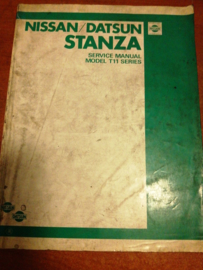 NISSAN/DATSUN
STANZA
SERVICE MANUAL
MODEL T11 SERIES